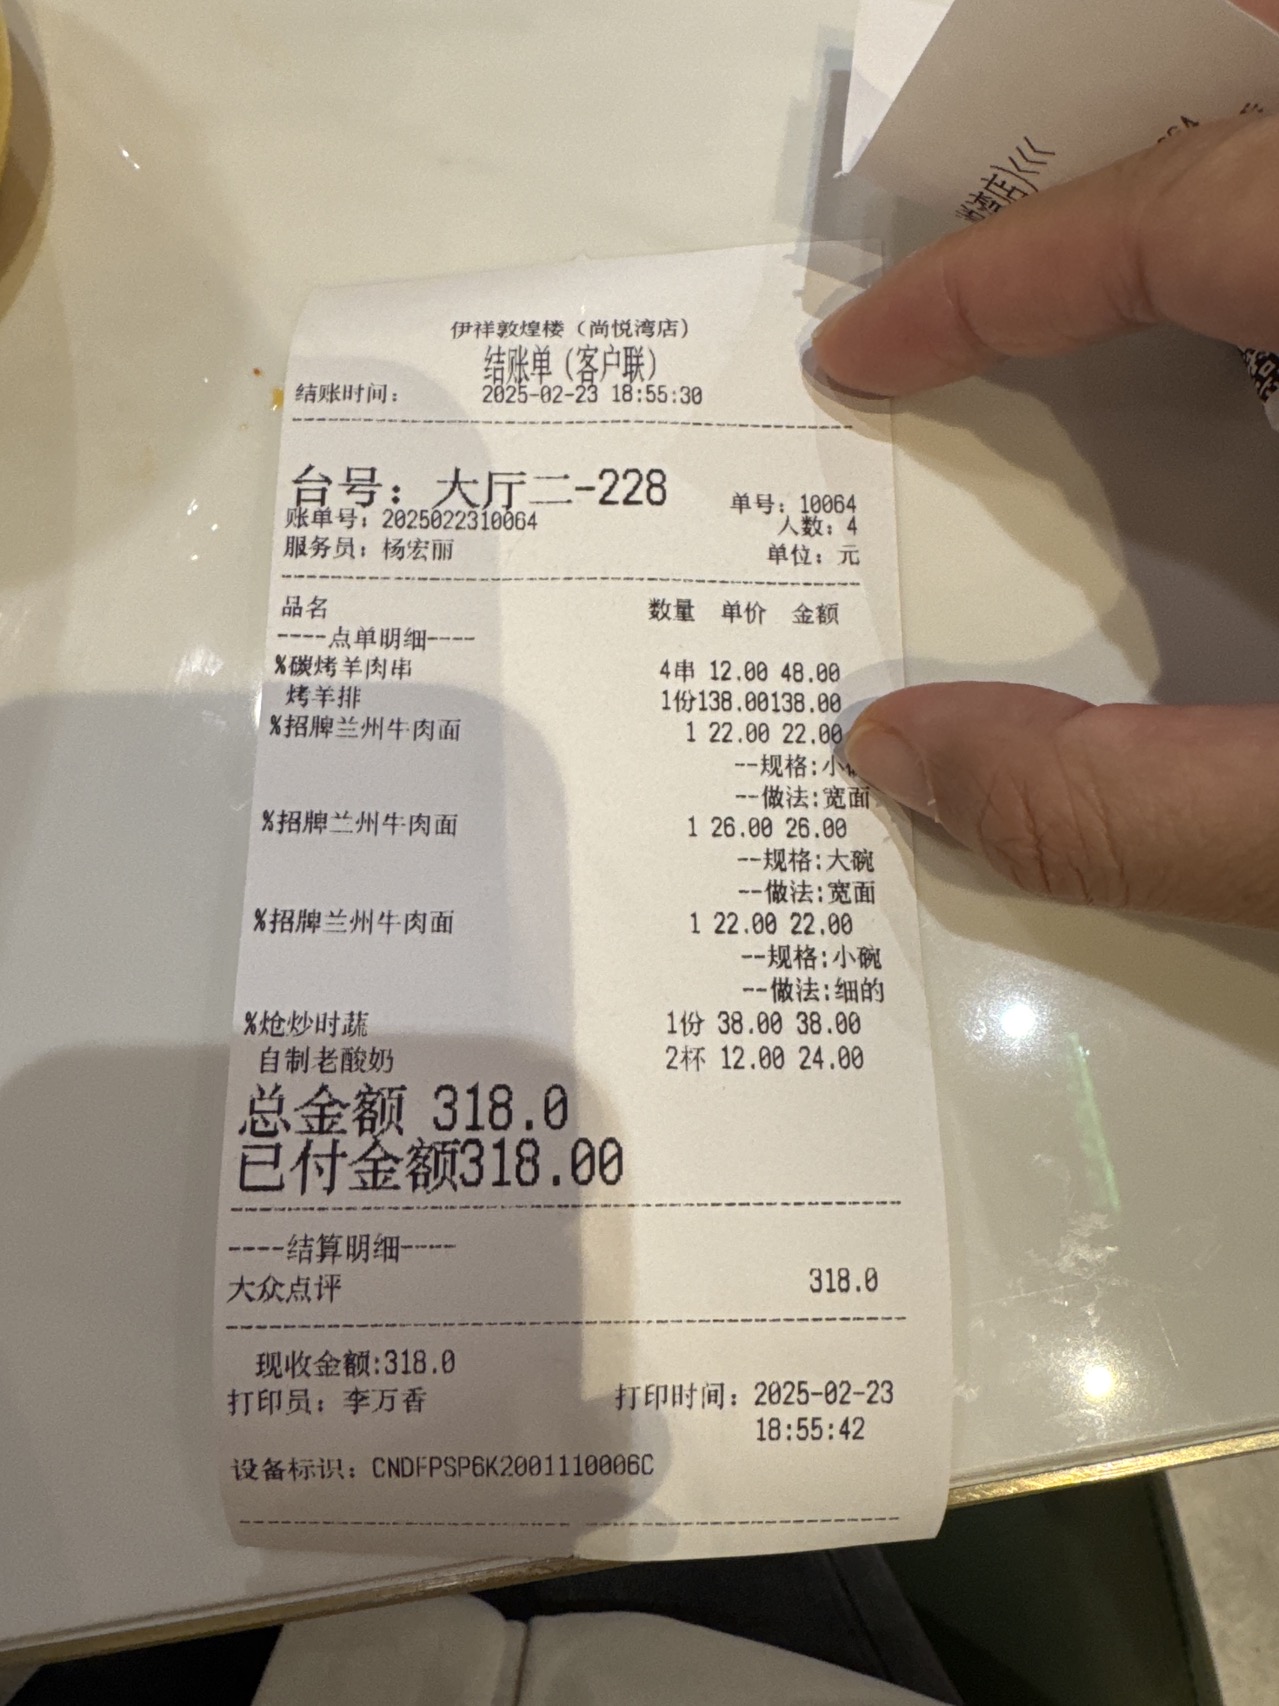 伊祥敦煌楼（尚悦湾店）
结账单（客户联）
结账时间： 2025-02-23 18:55:30
台号：大厅二-228 单号：10064
账单号：2025022310064 人数：4
服务员：杨宏丽 单位：元
品名 数量 单价 金额
----点单明细----
%碳烤羊肉串 4串 12.00 48.00
烤羊排 1份138.00138.00
%招牌兰州牛肉面 1 22.00 22.00
--规格:小
--做法:宽面
%招牌兰州牛肉面 1 26.00 26.00
--规格:大碗
--做法:宽面
%招牌兰州牛肉面 1 22.00 22.00
--规格:小碗
--做法:细的
%炝炒时蔬 1份 38.00 38.00
自制老酸奶 2杯 12.00 24.00
总金额 318.0
已付金额318.00
----结算明细----
大众点评 318.0
现收金额:318.0
打印员：李万香 打印时间：2025-02-23
18:55:42
设备标识：CNDFPSP6K2001110006C
湾店)<<<